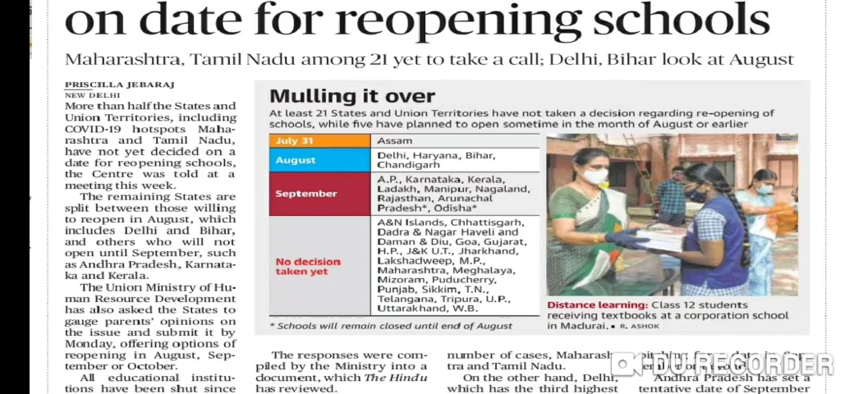 on date for reopening schools
Maharashtra, Tamil Nadu among 21 yet to take a call; Delhi, Bihar look at August
PRISCILLA JEBARAJ
NEW DELHI
More than half the States and
Union Territories, including
COVID-19 hotspots Maha-
rashtra and Tamil Nadu,
have not yet decided on a
date for reopening schools,
the Centre was told at a
meeting this week.
The remaining States are
split between those willing
to reopen in August, which
includes Delhi and Bihar,
and others who will not
open until September, such
as Andhra Pradesh, Karnata-
ka and Kerala.
The Union Ministry of Hu-
man Resource Development
has also asked the States to
gauge parents' opinions on
the issue and submit it by
Monday, offering options of
reopening in August, Sep-
tember or October.
All educational institu-
tions have been shut since
Mulling it over
At least 21 States and Union Territories have not taken a decision regarding re-opening of
schools, while five have planned to open sometime in the month of August or earlier
July 31 Assam
August Delhi, Haryana, Bihar,
Chandigarh
September A.P., Karnataka, Kerala,
Ladakh, Manipur, Nagaland,
Rajasthan, Arunachal
Pradesh*, Odisha*
No decision
taken yet
A&N Islands, Chhattisgarh,
Dadra & Nagar Haveli and
Daman & Diu, Goa, Gujarat,
H.P., J&K U.T., Jharkhand,
Lakshadweep, M.P.,
Maharashtra, Meghalaya,
Mizoram, Puducherry,
Punjab, Sikkim, T.N.,
Telangana, Tripura, U.P.,
Uttarakhand, W.B.
* Schools will remain closed until end of August
Distance learning: Class 12 students
receiving textbooks at a corporation school
in Madurai. • R. ASHOK
The responses were com-
piled by the Ministry into a
document, which The Hindu
has reviewed.
number of cases, Maharash-
tra and Tamil Nadu.
On the other hand, Delhi,
which has the third highest
Andhra Pradesh has set a
tentative date of September
DU RECORDER